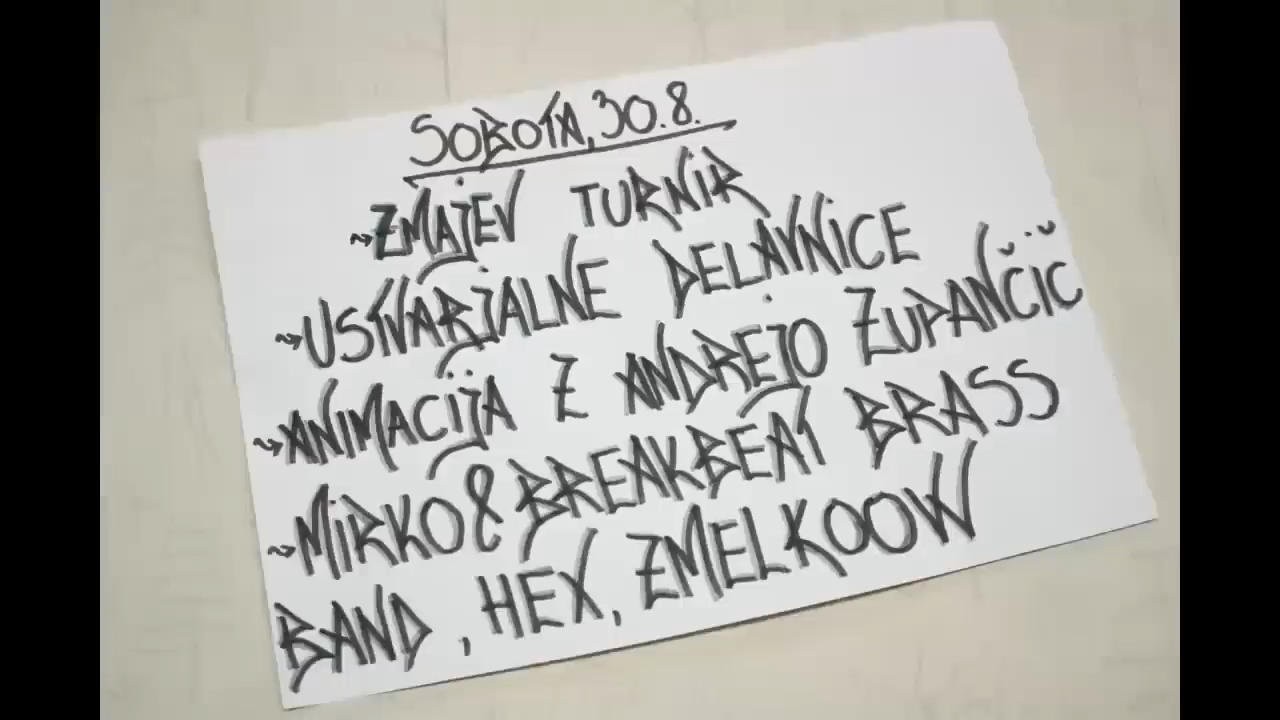 SOBOTA, 30.8.
~>ZMAJEV TURNIR
~>USTVARJALNE DELAVNICE
~>ANIMACIJA Z ANDREJO ŽUPANČIČ
~>MIRKO & BREAKBEAT BRASS
BAND, HEX, ZMELKOOW